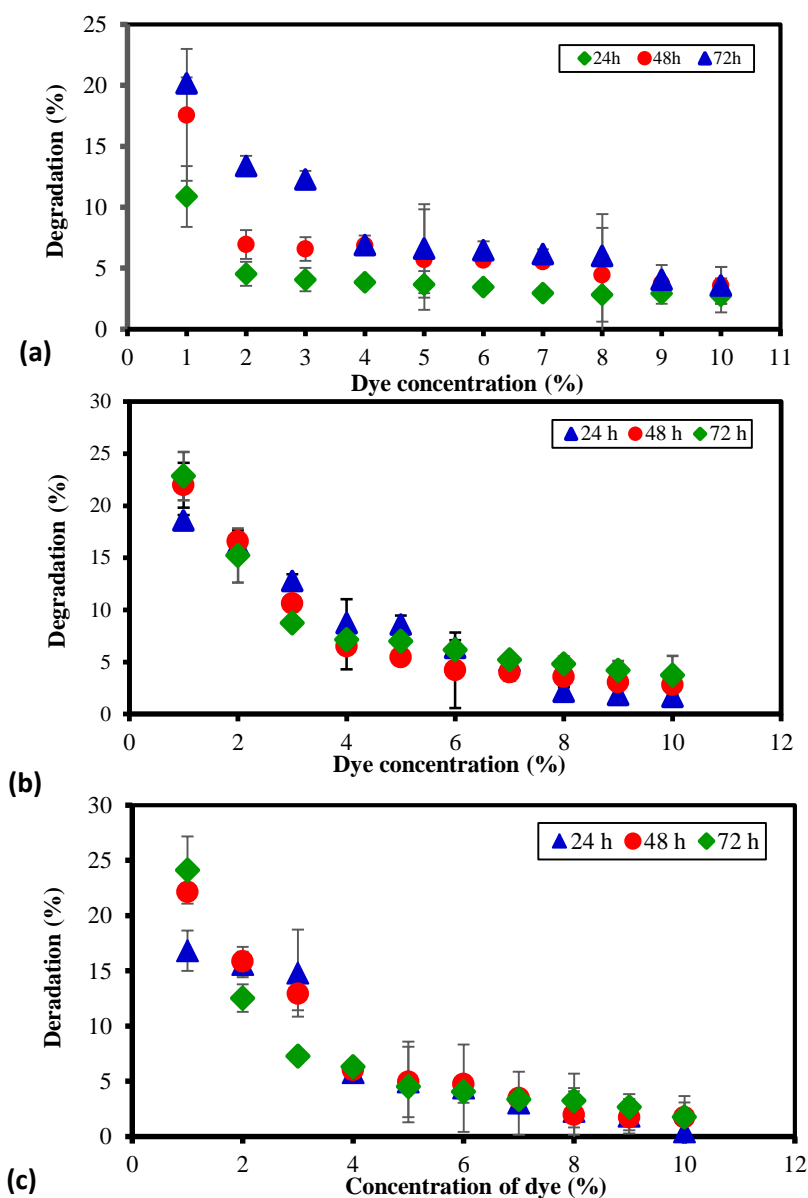 25
20
15
10
5
0
Degradation (%)
24h 48h 72h
0 1 2 3 4 5 6 7 8 9 10 11
Dye concentration (%)
(a)
30
25
20
15
10
5
0
Degradation (%)
24 h 48 h 72 h
0 2 4 6 8 10 12
Dye concentration (%)
(b)
30
25
20
15
10
5
0
Deradation (%)
24 h 48 h 72 h
0 2 4 6 8 10 12
Concentration of dye (%)
(c)